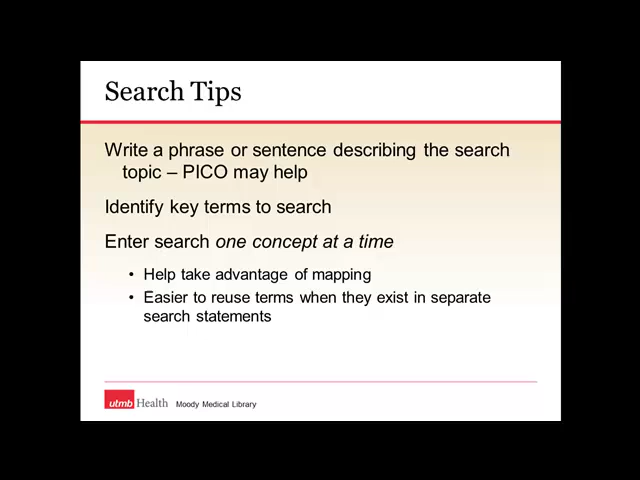 Search Tips
Write a phrase or sentence describing the search
topic – PICO may help
Identify key terms to search
Enter search one concept at a time
• Help take advantage of mapping
• Easier to reuse terms when they exist in separate
search statements
utmb Health Moody Medical Library